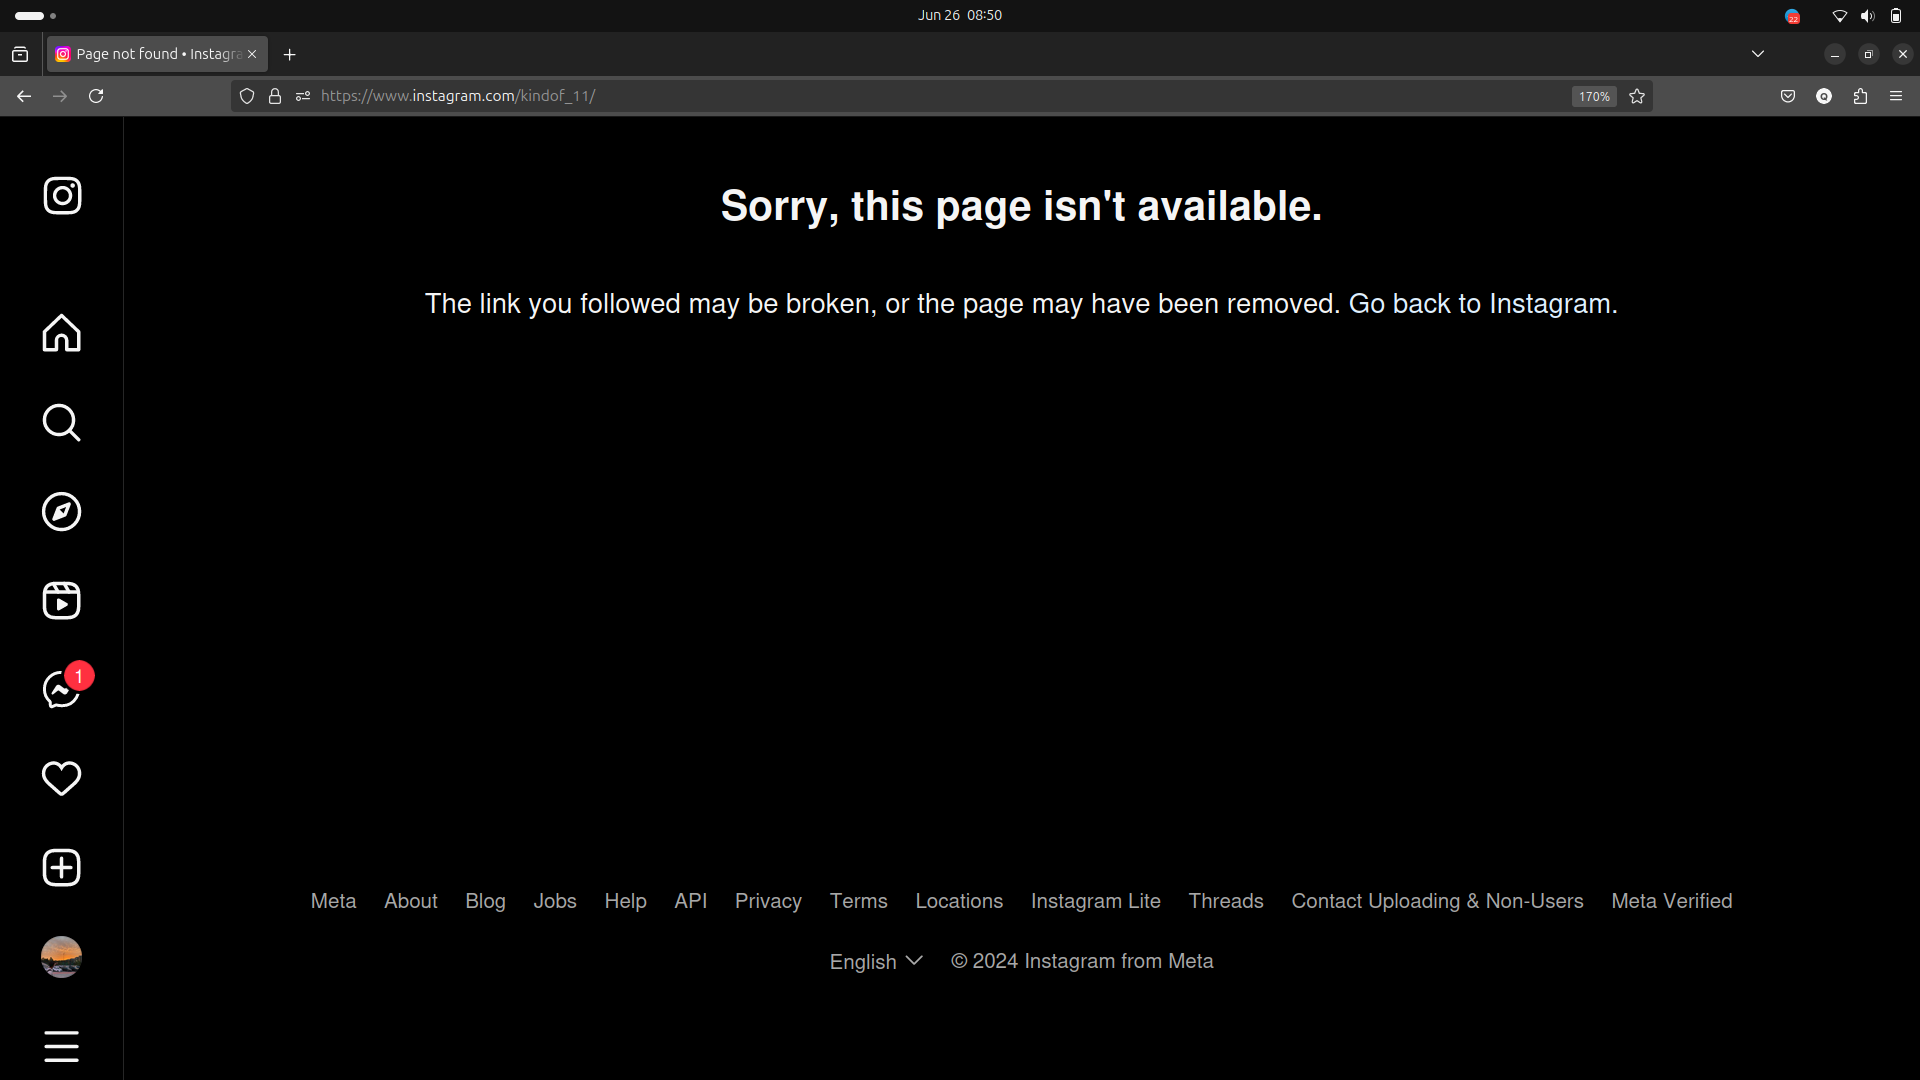 Jun 26 08:50
22
Page not found • Instagra
https://www.instagram.com/kindof_11/
170%
Sorry, this page isn't available.
The link you followed may be broken, or the page may have been removed. Go back to Instagram.
1
Meta About Blog Jobs Help API Privacy Terms Locations Instagram Lite Threads Contact Uploading & Non-Users Meta Verified
English © 2024 Instagram from Meta